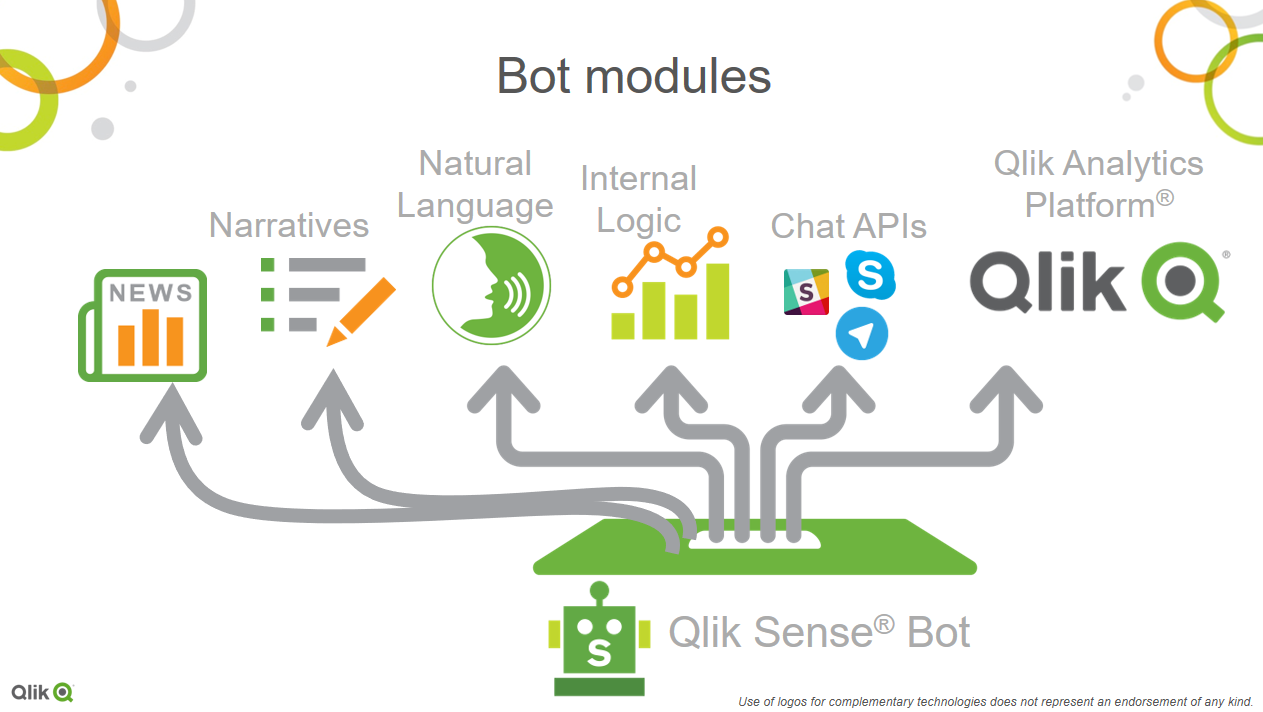 Bot modules
Natural
Language
Internal
Logic
Qlik Analytics
Platform®
Narratives
Chat APIs
NEWS
S
S
Qlik ®
S
Qlik Sense® Bot
Qlik
Use of logos for complementary technologies does not represent an endorsement of any kind.